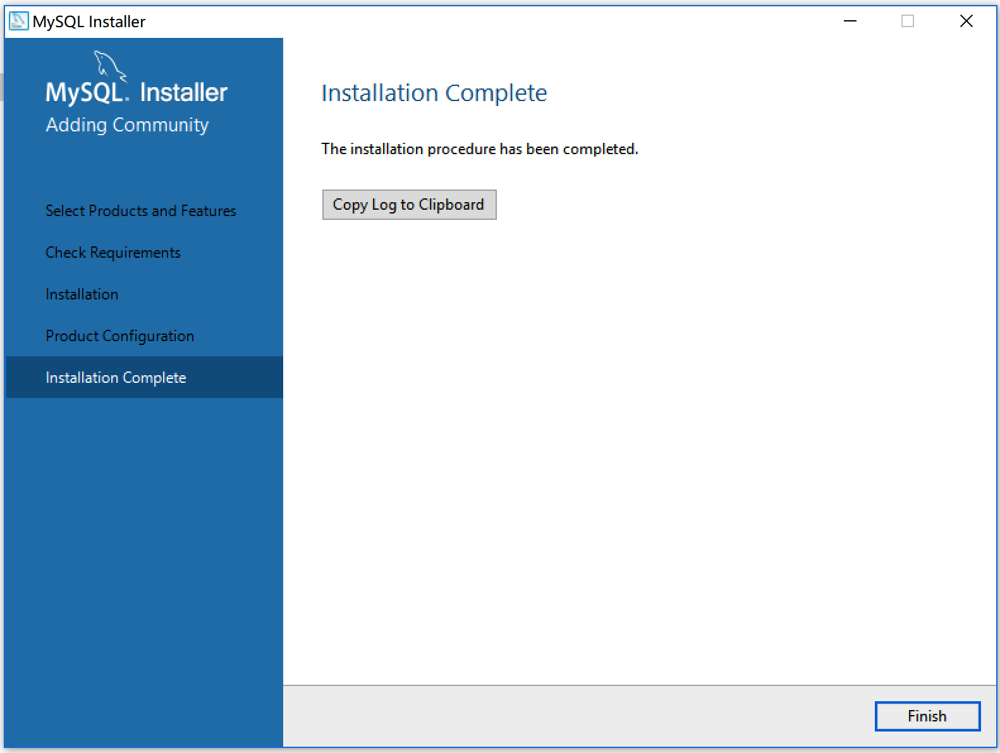 MySQL Installer
MySQL. Installer
Adding Community
Select Products and Features
Check Requirements
Installation
Product Configuration
Installation Complete
Installation Complete
The installation procedure has been completed.
Copy Log to Clipboard
Finish